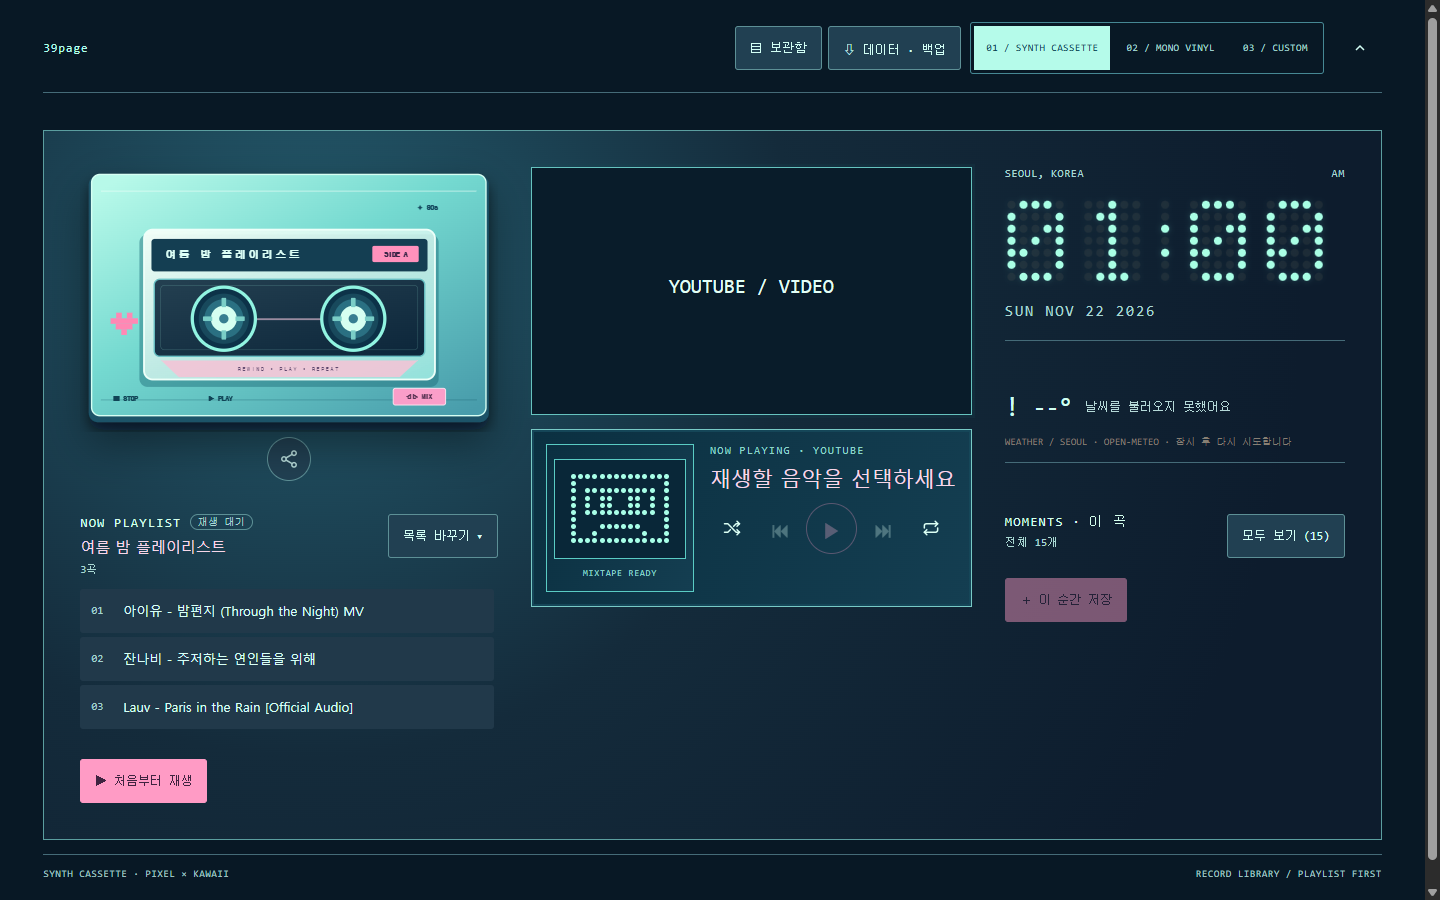 39page
보관함
데이터 · 백업
01 / SYNTH CASSETTE
02 / MONO VINYL
03 / CUSTOM
✦ 90s
여름 밤 플레이리스트
SIDE A
REWIND • PLAY • REPEAT
STOP
PLAY
MIX
NOW PLAYLIST
재생 대기
여름 밤 플레이리스트
3곡
목록 바꾸기 ▾
01 아이유 - 밤편지 (Through the Night) MV
02 잔나비 - 주저하는 연인들을 위해
03 Lauv - Paris in the Rain [Official Audio]
▶ 처음부터 재생
YOUTUBE / VIDEO
MIXTAPE READY
NOW PLAYING · YOUTUBE
재생할 음악을 선택하세요
SEOUL, KOREA
AM
01:00
SUN NOV 22 2026
! --° 날씨를 불러오지 못했어요
WEATHER / SEOUL · OPEN-METEO · 잠시 후 다시 시도합니다
MOMENTS · 이 곡
전체 15개
모두 보기 (15)
+ 이 순간 저장
SYNTH CASSETTE · PIXEL × KAWAII
RECORD LIBRARY / PLAYLIST FIRST